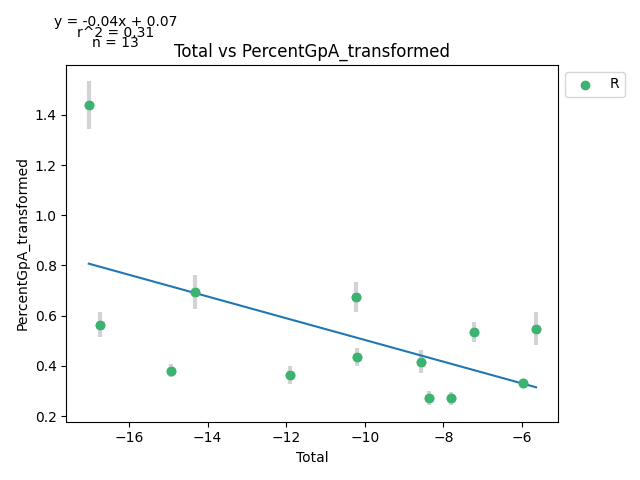 y = -0.04x + 0.07
r^2 = 0.31
n = 13
Total vs PercentGpA_transformed
R
PercentGpA_transformed
1.4
1.2
1.0
0.8
0.6
0.4
0.2
−16 −14 −12 −10 −8 −6
Total